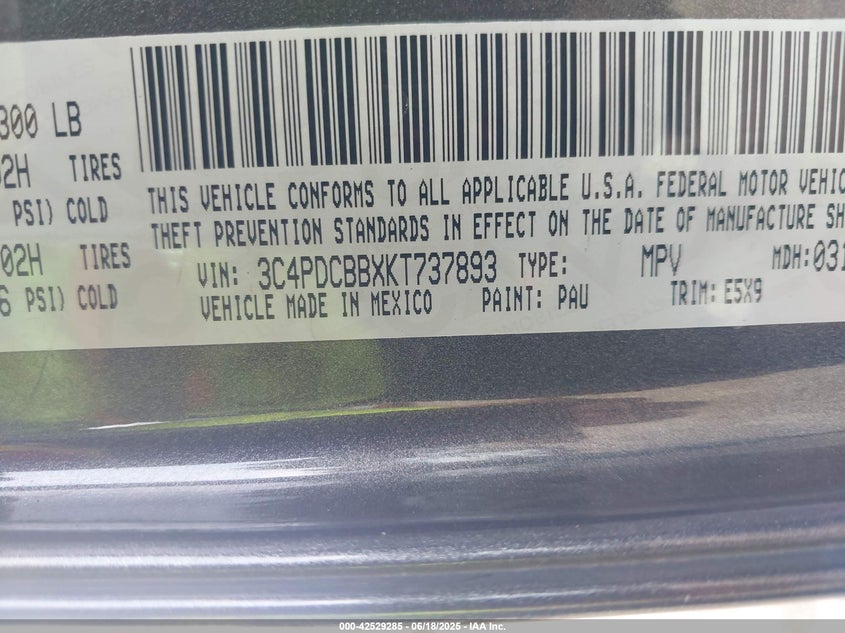 300 LB
02H TIRES
PSI) COLD
02H TIRES
6 PSI) COLD
THIS VEHICLE CONFORMS TO ALL APPLICABLE U.S.A. FEDERAL MOTOR VEHIC
THEFT PREVENTION STANDARDS IN EFFECT ON THE DATE OF MANUFACTURE SH
VIN: 3C4PDCBBXKT737893 TYPE: MPV MDH:031
VEHICLE MADE IN MEXICO PAINT: PAU TRIM: E5X9
000-42529285 - 06/18/2025 - IAA Inc.